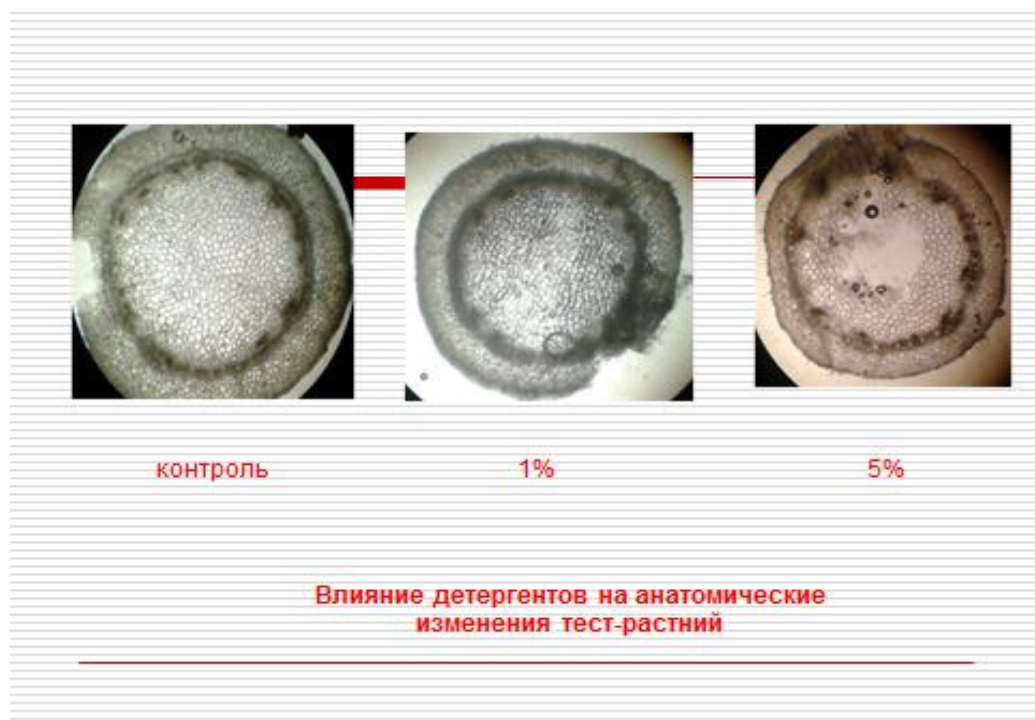 контроль 1% 5%
Влияние детергентов на анатомические
изменения тест-растний